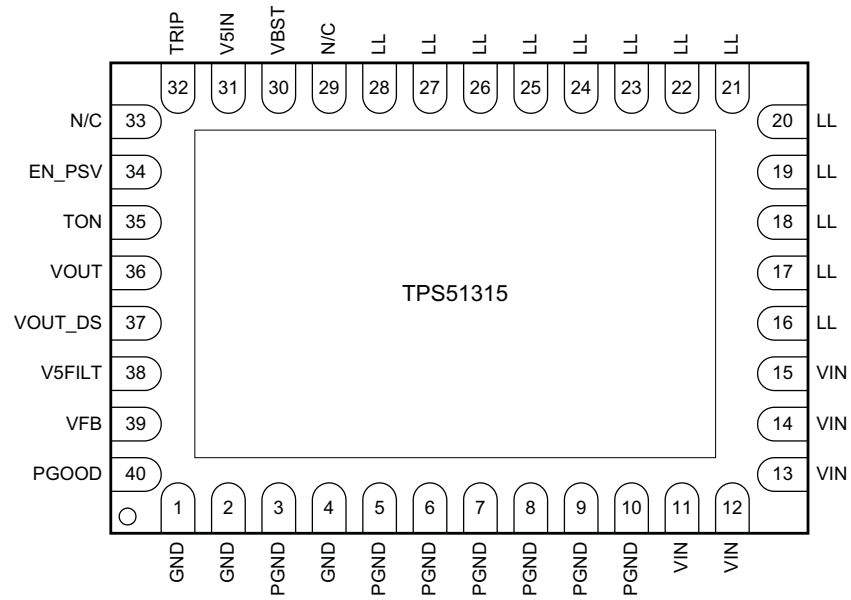 TRIP V5IN VBST N/C LL LL LL LL LL LL LL LL
32 31 30 29 28 27 26 25 24 23 22 21
N/C 33 20 LL
EN_PSV 34 19 LL
TON 35 18 LL
VOUT 36 17 LL
TPS51315
VOUT_DS 37 16 LL
V5FILT 38 15 VIN
VFB 39 14 VIN
PGOOD 40 13 VIN
1 2 3 4 5 6 7 8 9 10 11 12
GND GND PGND GND PGND PGND PGND PGND PGND PGND VIN VIN